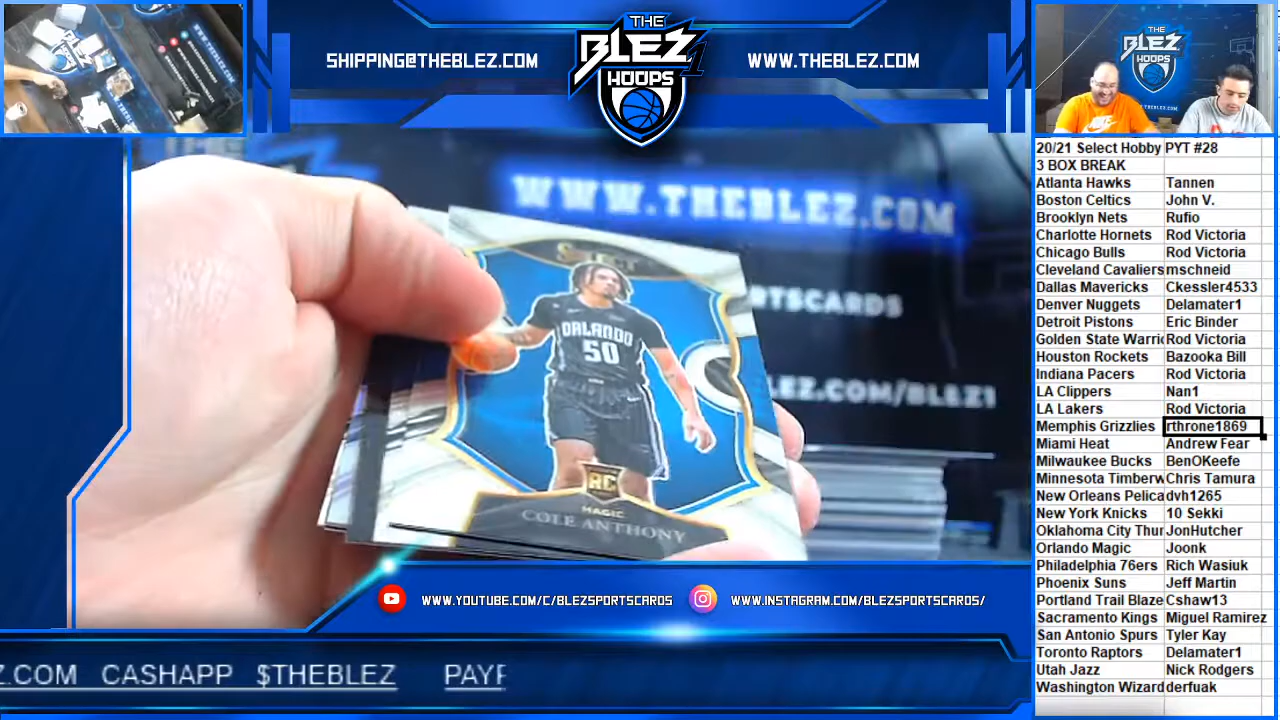 SHIPPING@THEBLEZ.COM
THE
BLEZ
HOOPS
WWW.THEBLEZ.COM
THE
BLEZ
HOOPS
WWW.THEBLEZ.COM
RTSCARDS
LEZ.COM/BLEZ1
SELECT
ORLANDO
50
RC
MAGIC
COLE ANTHONY
20/21 Select Hobby PYT #28
3 BOX BREAK
Atlanta Hawks Tannen
Boston Celtics John V.
Brooklyn Nets Rufio
Charlotte Hornets Rod Victoria
Chicago Bulls Rod Victoria
Cleveland Cavaliers mschneid
Dallas Mavericks Ckessler4533
Denver Nuggets Delamater1
Detroit Pistons Eric Binder
Golden State Warri Rod Victoria
Houston Rockets Bazooka Bill
Indiana Pacers Rod Victoria
LA Clippers Nan1
LA Lakers Rod Victoria
Memphis Grizzlies rthrone1869
Miami Heat Andrew Fear
Milwaukee Bucks BenOKeefe
Minnesota Timberw Chris Tamura
New Orleans Pelica dvh1265
New York Knicks 10 Sekki
Oklahoma City Thur JonHutcher
Orlando Magic Joonk
Philadelphia 76ers Rich Wasiuk
Phoenix Suns Jeff Martin
Portland Trail Blaze Cshaw13
Sacramento Kings Miguel Ramirez
San Antonio Spurs Tyler Kay
Toronto Raptors Delamater1
Utah Jazz Nick Rodgers
Washington Wizard derfuak
WWW.YOUTUBE.COM/C/BLEZSPORTSCARDS
WWW.INSTAGRAM.COM/BLEZSPORTSCARDS/
Z.COM CASHAPP $THEBLEZ PAYP